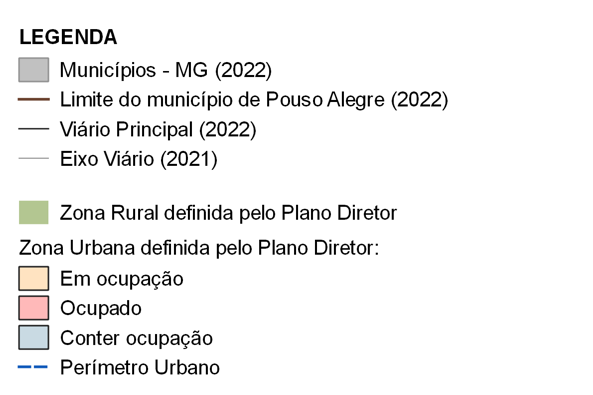 LEGENDA
Municípios - MG (2022)
Limite do município de Pouso Alegre (2022)
Viário Principal (2022)
Eixo Viário (2021)
Zona Rural definida pelo Plano Diretor
Zona Urbana definida pelo Plano Diretor:
Em ocupação
Ocupado
Conter ocupação
Perímetro Urbano